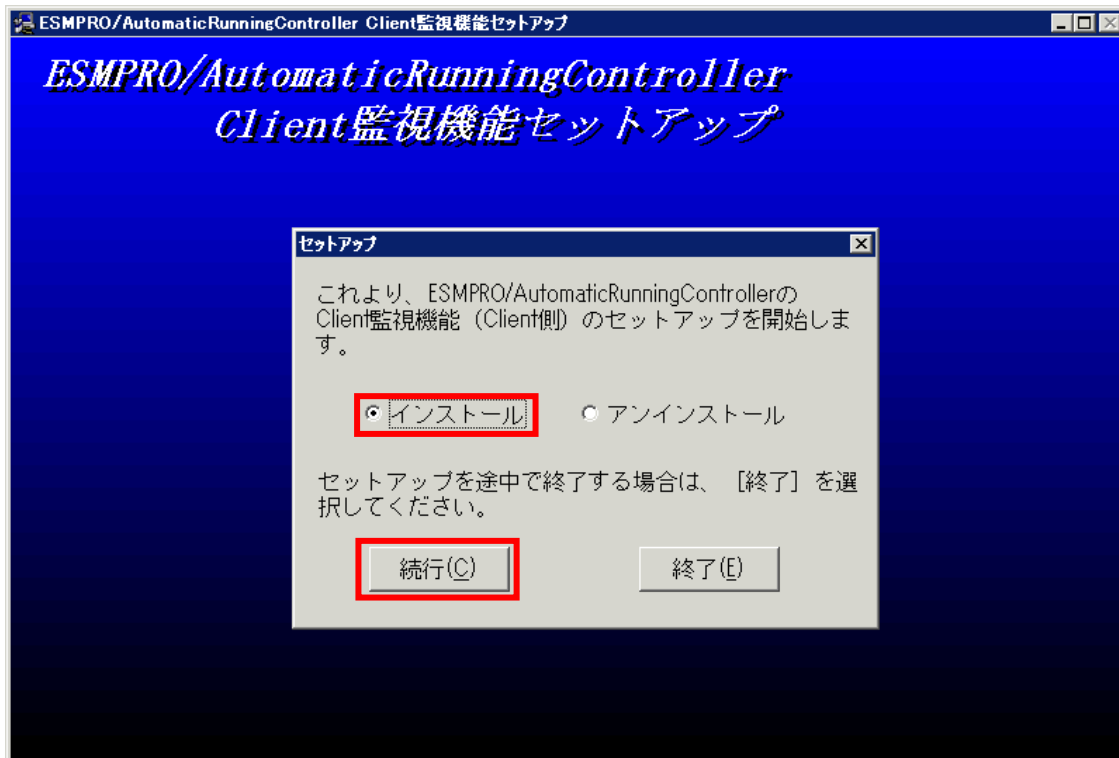 ESMPRO/AutomaticRunningController Client監視機能セットアップ
ESMPRO/AutomaticRunningController
Client監視機能セットアップ
セットアップ
これより、ESMPRO/AutomaticRunningControllerの
Client監視機能（Client側）のセットアップを開始しま
す。
インストール アンインストール
セットアップを途中で終了する場合は、［終了］を選
択してください。
続行(C) 終了(E)